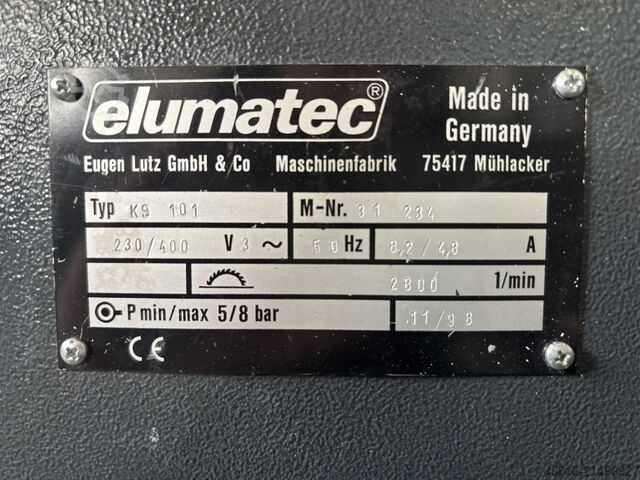 elumatec®
Made in
Germany
Eugen Lutz GmbH & Co Maschinenfabrik 75417 Mühlacker
Typ KS 101 M-Nr. 31 234
230/400 V 3 ~ 50 Hz 8,2/4,8 A
2800 1/min
P min/max 5/8 bar 11/98
CE